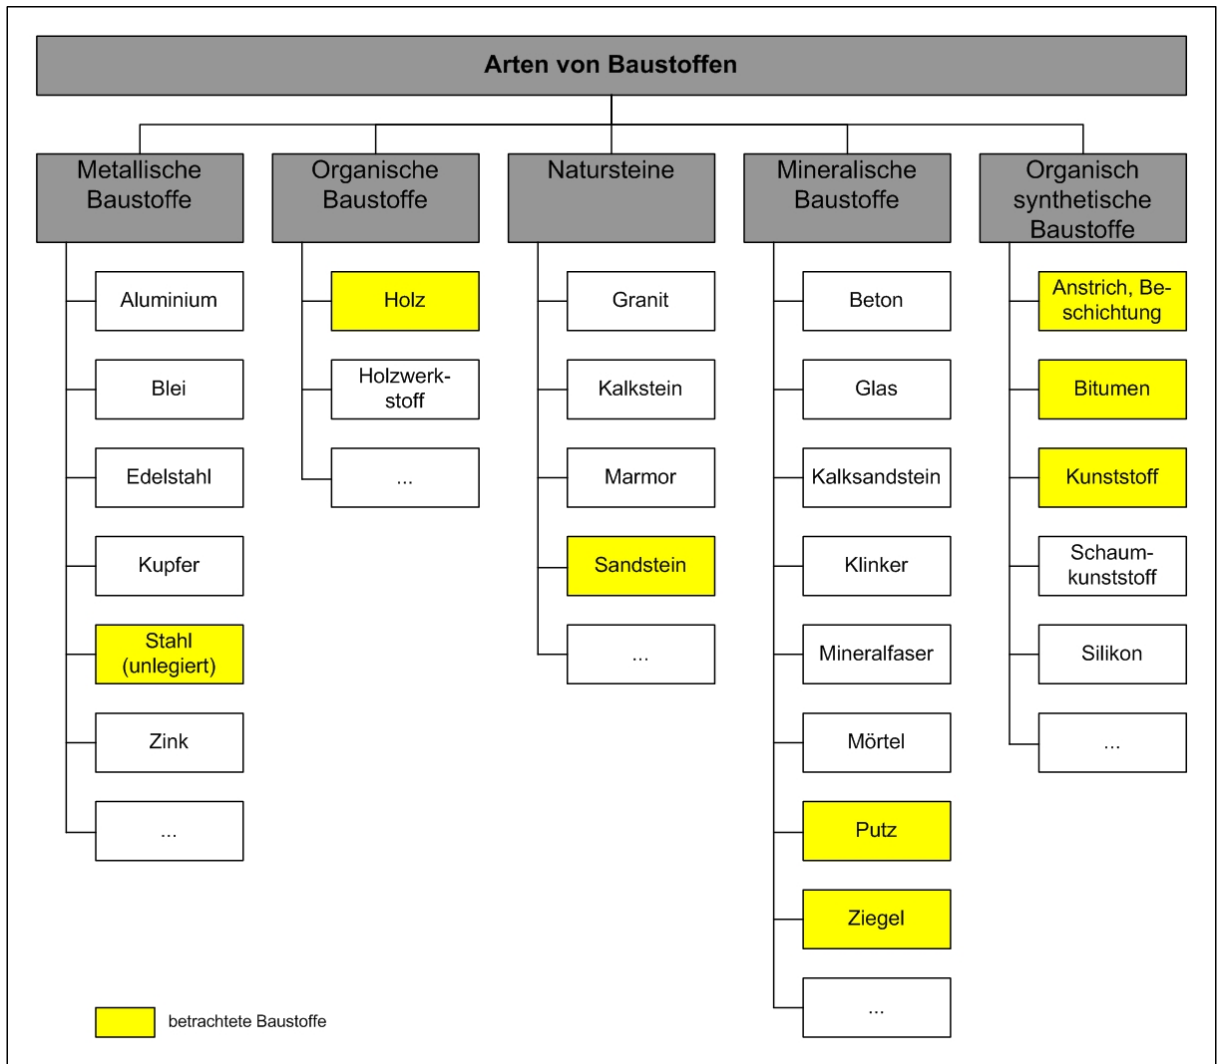 Arten von Baustoffen
Metallische
Baustoffe
Aluminium
Blei
Edelstahl
Kupfer
Stahl
(unlegiert)
Zink
...
Organische
Baustoffe
Holz
Holzwerk-
stoff
...
Natursteine
Granit
Kalkstein
Marmor
Sandstein
...
Mineralische
Baustoffe
Beton
Glas
Kalksandstein
Klinker
Mineralfaser
Mörtel
Putz
Ziegel
...
Organisch
synthetische
Baustoffe
Anstrich, Be-
schichtung
Bitumen
Kunststoff
Schaum-
kunststoff
Silikon
...
betrachtete Baustoffe